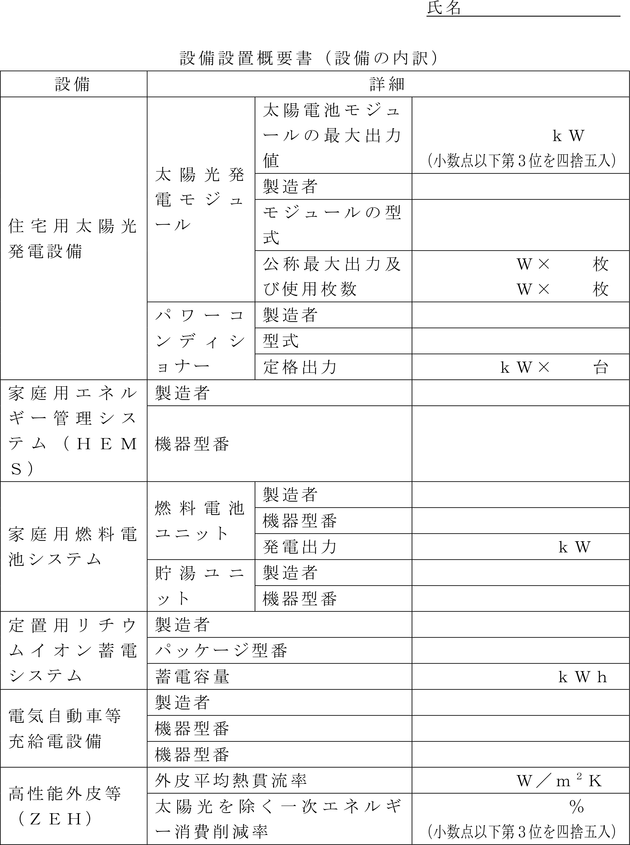 氏名
設備設置概要書（設備の内訳）
設備
詳細
住宅用太陽光
発電設備
太陽光発
電モジュ
ール
太陽電池モジュ
ールの最大出力
値
ｋＷ
（小数点以下第３位を四捨五入）
製造者
モジュールの型
式
公称最大出力及
び使用枚数
Ｗ×　　枚
Ｗ×　　枚
パワーコ
ンディシ
ョナー
製造者
型式
定格出力
ｋＷ×　　台
家庭用エネル
ギー管理シス
テム（ＨＥＭ
Ｓ）
製造者
機器型番
家庭用燃料電
池システム
燃料電池
ユニット
製造者
機器型番
発電出力
ｋＷ
貯湯ユニ
ット
製造者
機器型番
定置用リチウ
ムイオン蓄電
システム
製造者
パッケージ型番
蓄電容量
ｋＷｈ
電気自動車等
充給電設備
製造者
機器型番
機器型番
高性能外皮等
（ＺＥＨ）
外皮平均熱貫流率
Ｗ／ｍ²Ｋ
太陽光を除く一次エネルギ
ー消費削減率
％
（小数点以下第３位を四捨五入）